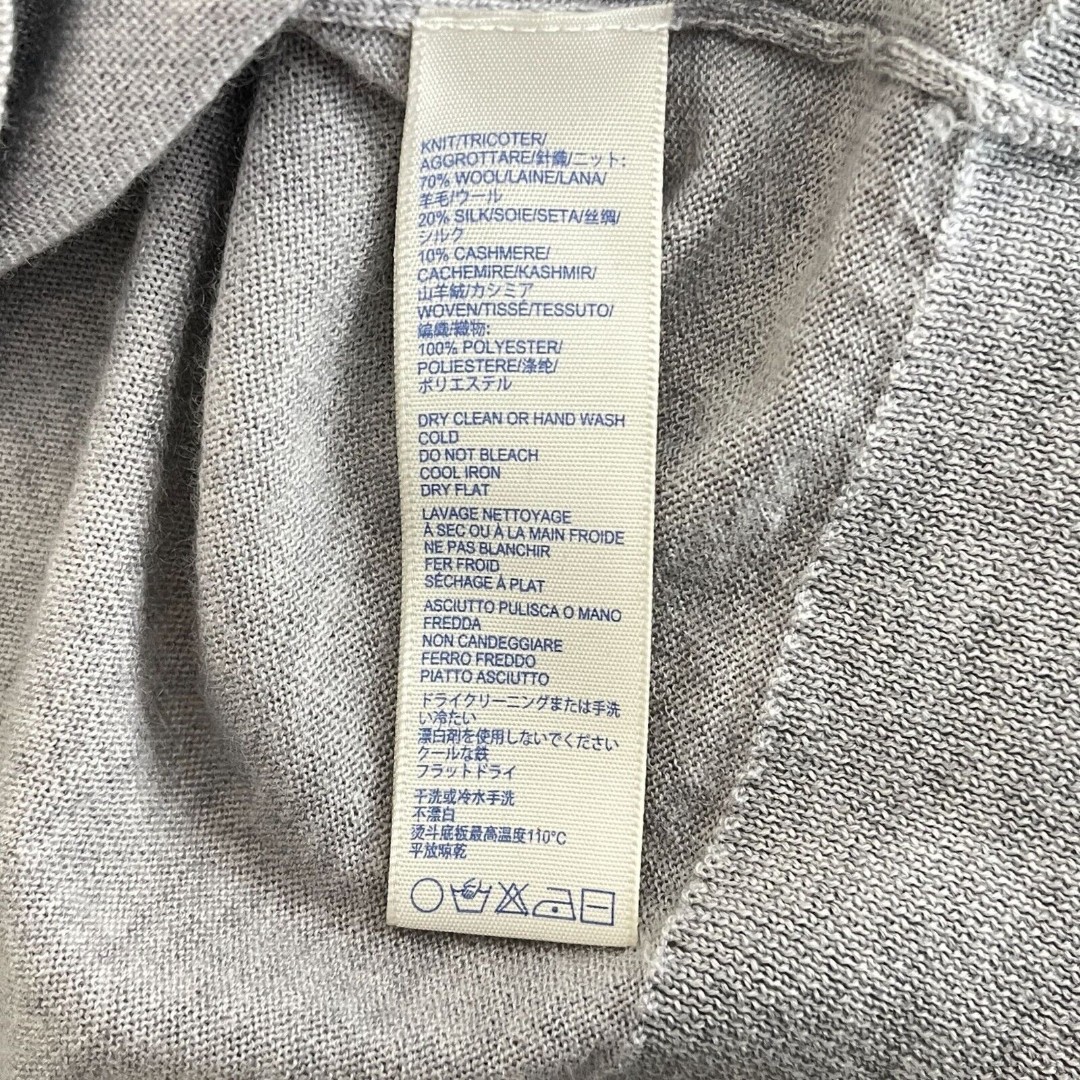 KNIT/TRICOTER/
AGGROTTARE/針織/ニット:
70% WOOL/LAINE/LANA/
羊毛/ウール
20% SILK/SOIE/SETA/丝绸/
シルク
10% CASHMERE/
CACHEMIRE/KASHMIR/
山羊絨/カシミア
WOVEN/TISSÉ/TESSUTO/
編織/織物:
100% POLYESTER/
POLIESTERE/涤纶/
ポリエステル
DRY CLEAN OR HAND WASH
COLD
DO NOT BLEACH
COOL IRON
DRY FLAT
LAVAGE NETTOYAGE
À SEC OU À LA MAIN FROIDE
NE PAS BLANCHIR
FER FROID
SÉCHAGE À PLAT
ASCIUTTO PULISCA O MANO
FREDDA
NON CANDEGGIARE
FERRO FREDDO
PIATTO ASCIUTTO
ドライクリーニングまたは手洗
い冷たい
漂白剤を使用しないでください
クールな鉄
フラットドライ
干洗或冷水手洗
不漂白
烫斗底板最高温度110°C
平放晾乾